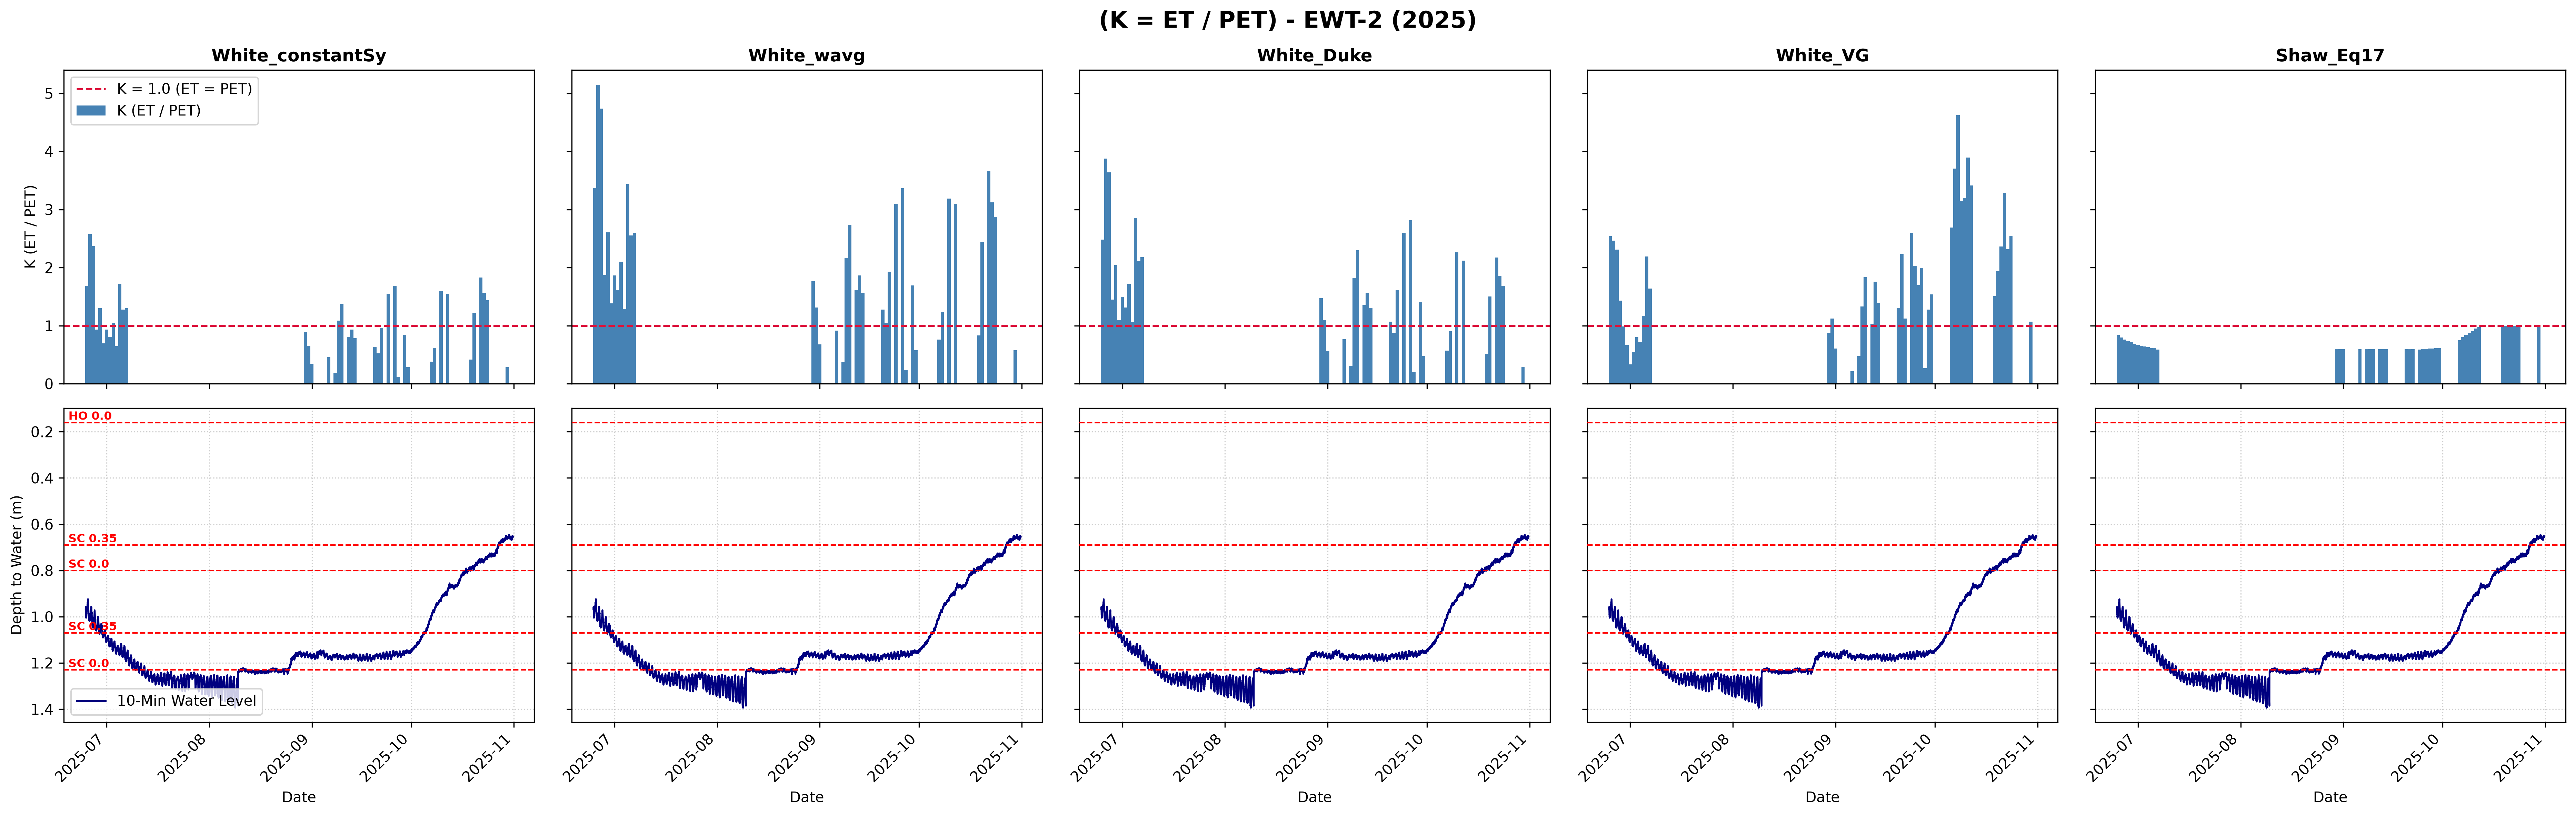 (K = ET / PET) - EWT-2 (2025)
White_constantSy
White_wavg
White_Duke
White_VG
Shaw_Eq17
K = 1.0 (ET = PET)
K (ET / PET)
K (ET / PET)
5
4
3
2
1
0
Depth to Water (m)
0.2
0.4
0.6
0.8
1.0
1.2
1.4
HO 0.0
SC 0.35
SC 0.0
SC 0.35
SC 0.0
10-Min Water Level
2025-07
2025-08
2025-09
2025-10
2025-11
Date
2025-07
2025-08
2025-09
2025-10
2025-11
Date
2025-07
2025-08
2025-09
2025-10
2025-11
Date
2025-07
2025-08
2025-09
2025-10
2025-11
Date
2025-07
2025-08
2025-09
2025-10
2025-11
Date